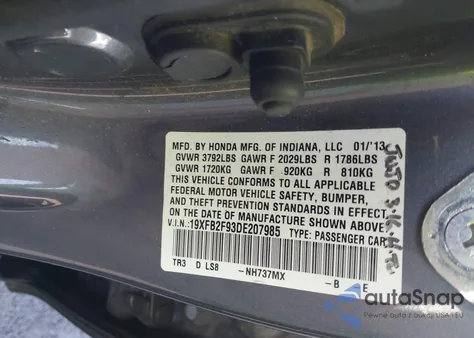 MFD. BY HONDA MFG. OF INDIANA, LLC 01/'13
GVWR 3792LBS GAWR F 2029LBS R 1786LBS
GVWR 1720KG GAWR F 920KG R 810KG
THIS VEHICLE CONFORMS TO ALL APPLICABLE
FEDERAL MOTOR VEHICLE SAFETY, BUMPER,
AND THEFT PREVENTION STANDARDS IN EFFECT
ON THE DATE OF MANUFACTURE SHOWN ABOVE.
V.I.N.:19XFB2F93DE207985 TYPE: PASSENGER CAR
TR3 D LS8 -NH737MX -B E
autoSnap